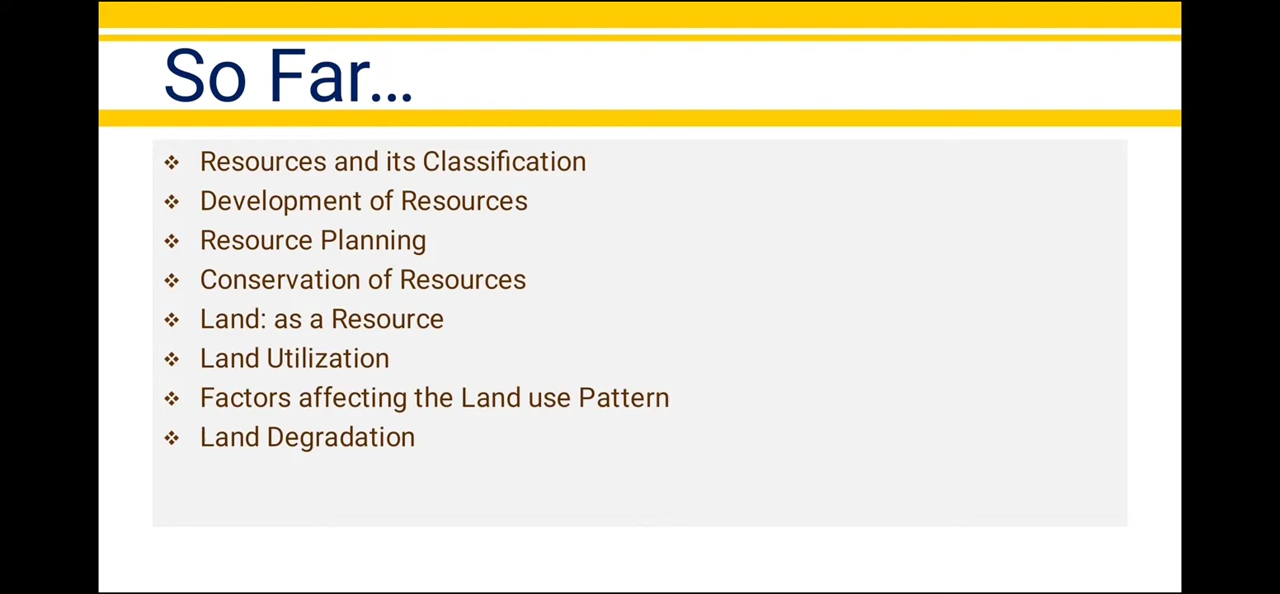 So Far...
Resources and its Classification
Development of Resources
Resource Planning
Conservation of Resources
Land: as a Resource
Land Utilization
Factors affecting the Land use Pattern
Land Degradation